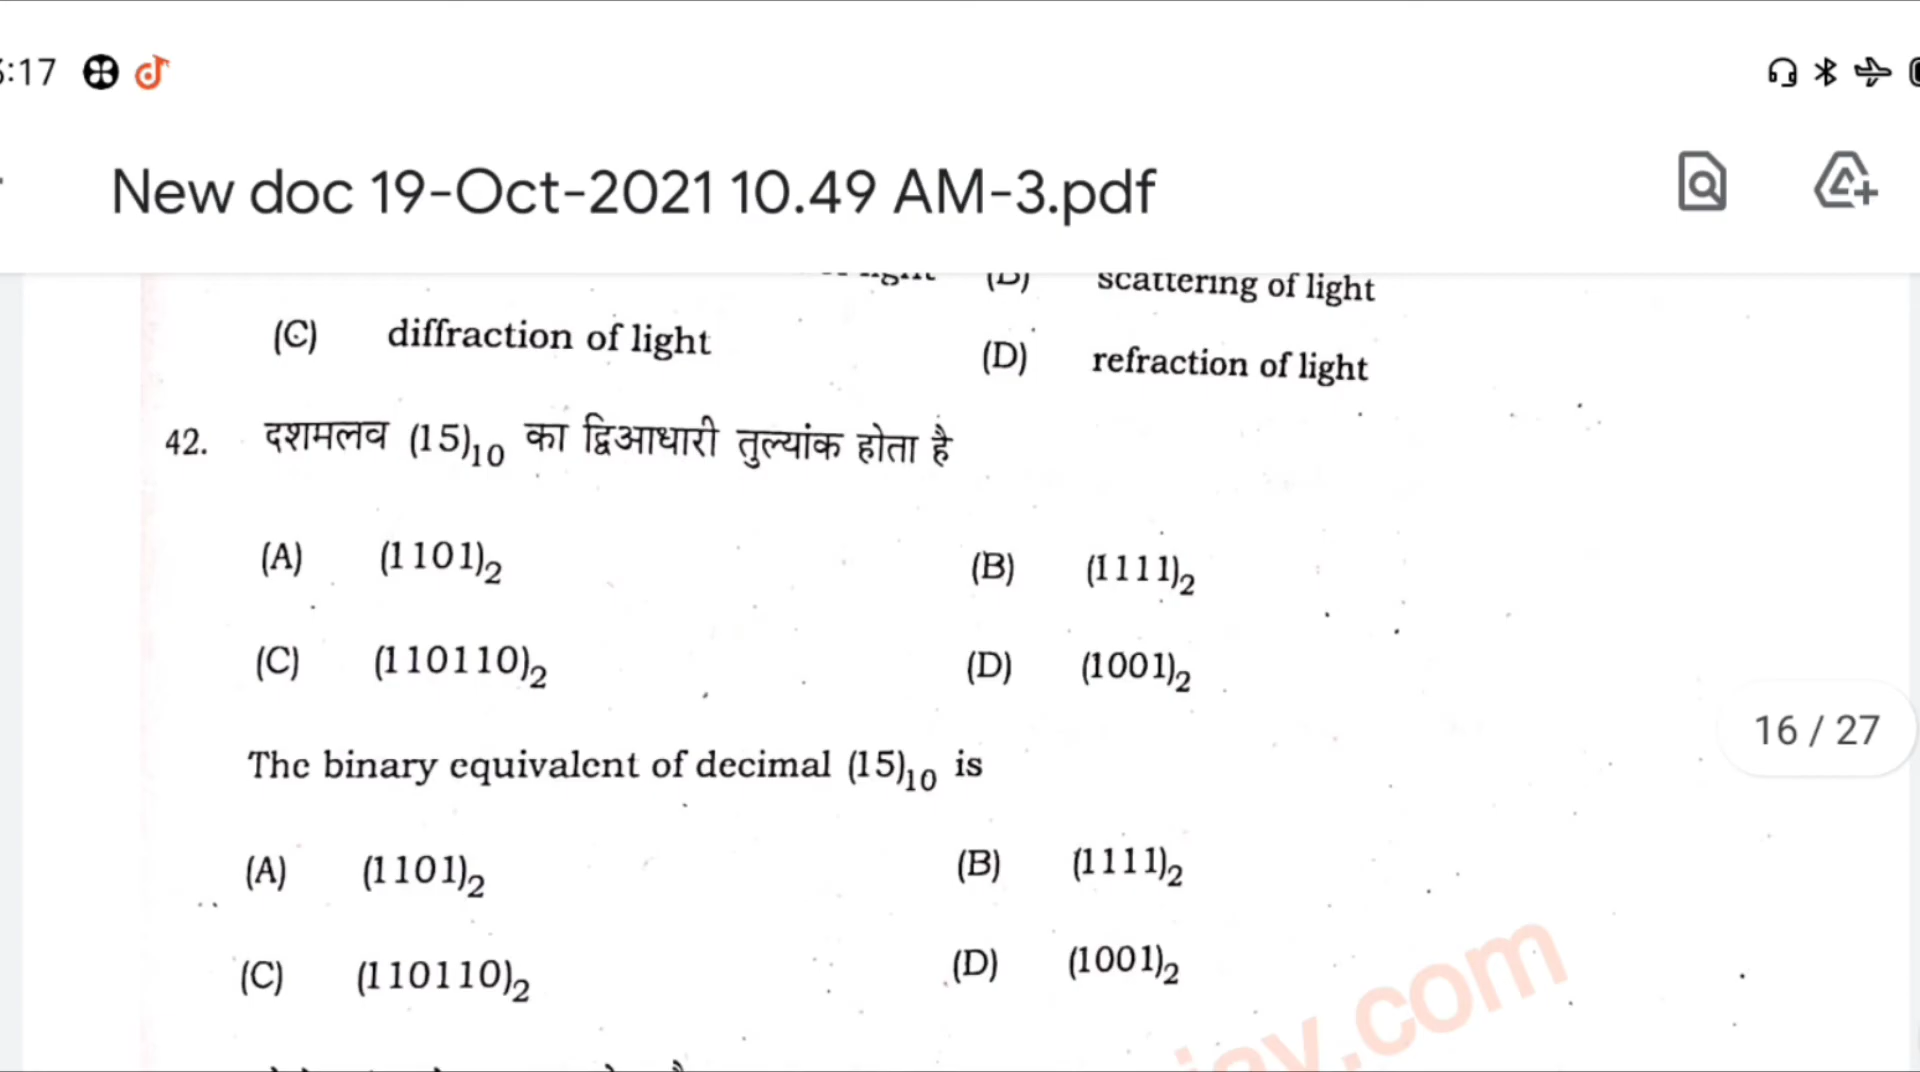 :17
New doc 19-Oct-2021 10.49 AM-3.pdf
(B) scattering of light
(C) diffraction of light
(D) refraction of light
42. दशमलव (15)₁₀ का द्विआधारी तुल्यांक होता है
(A) (1101)₂ (B) (1111)₂
(C) (110110)₂ (D) (1001)₂
16 / 27
The binary equivalent of decimal (15)₁₀ is
(A) (1101)₂ (B) (1111)₂
(C) (110110)₂ (D) (1001)₂
ay.com